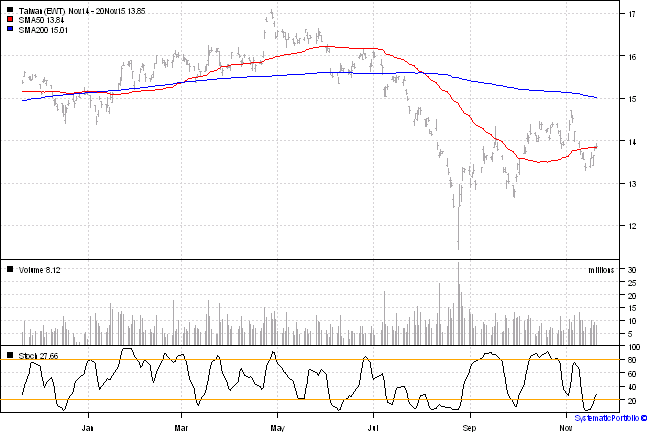 Taiwan (EWT) Nov14 - 20Nov15 13.85
SMA50 13.84
SMA200 15.01
17
16
15
14
13
12
Volume 8.12
millions
30
25
20
15
10
5
Stoch 27.66
100
80
60
40
20
Jan
Mar
May
Jul
Sep
Nov
SystematicPortfolio ©